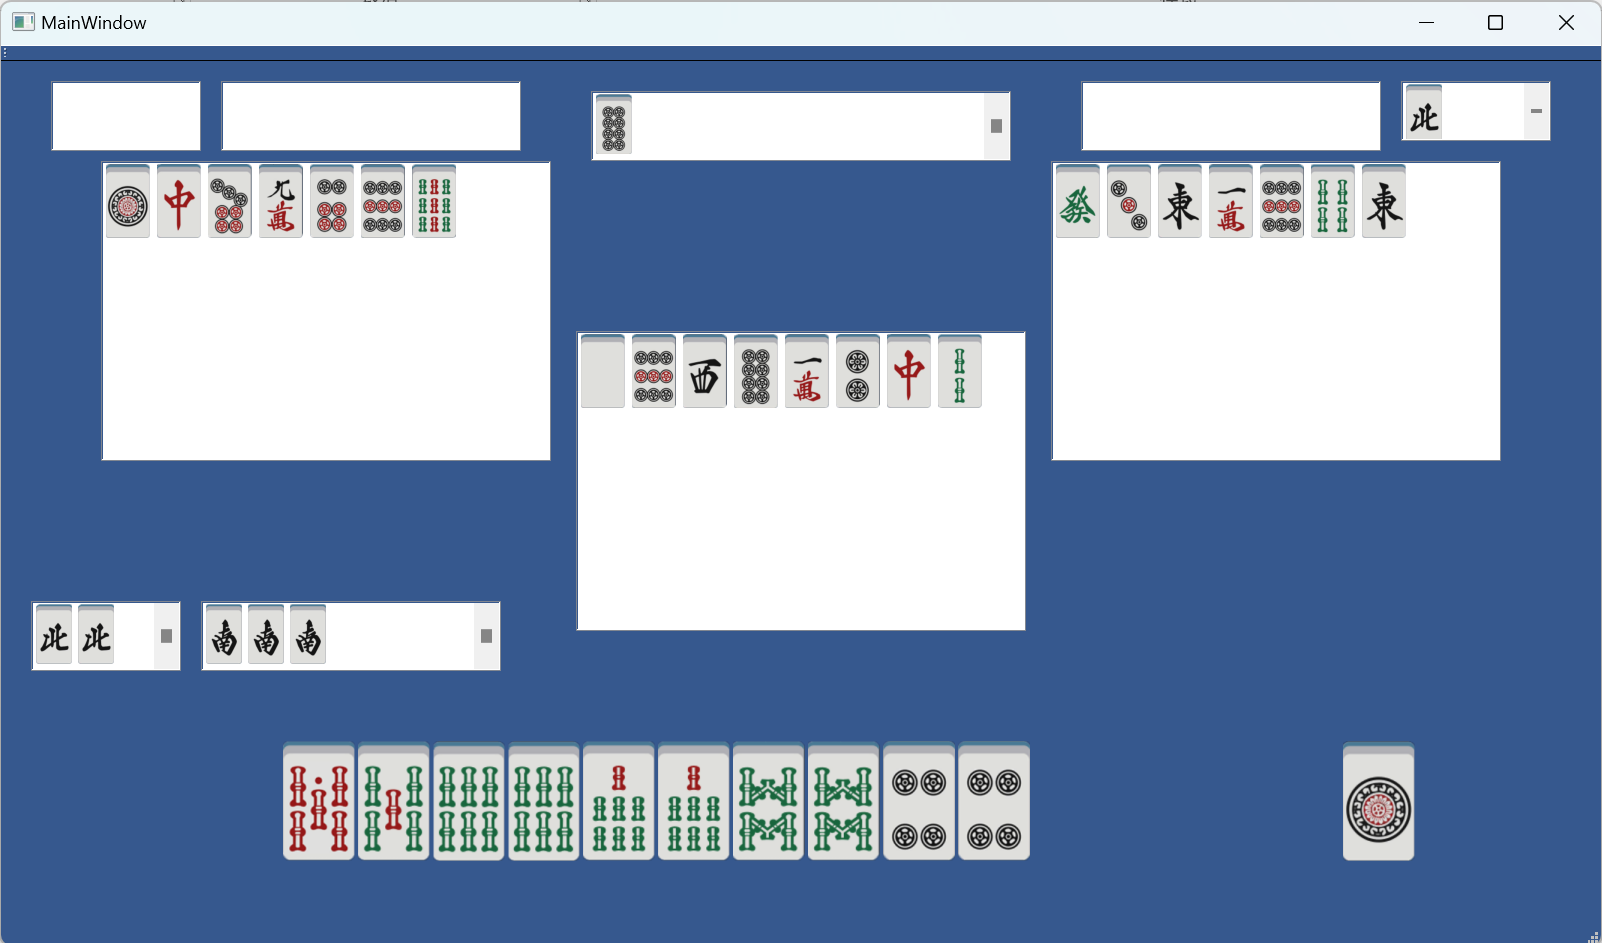 MainWindow
北
中 九萬
發 東 一萬 東
西 一萬 中
北 北 南 南 南